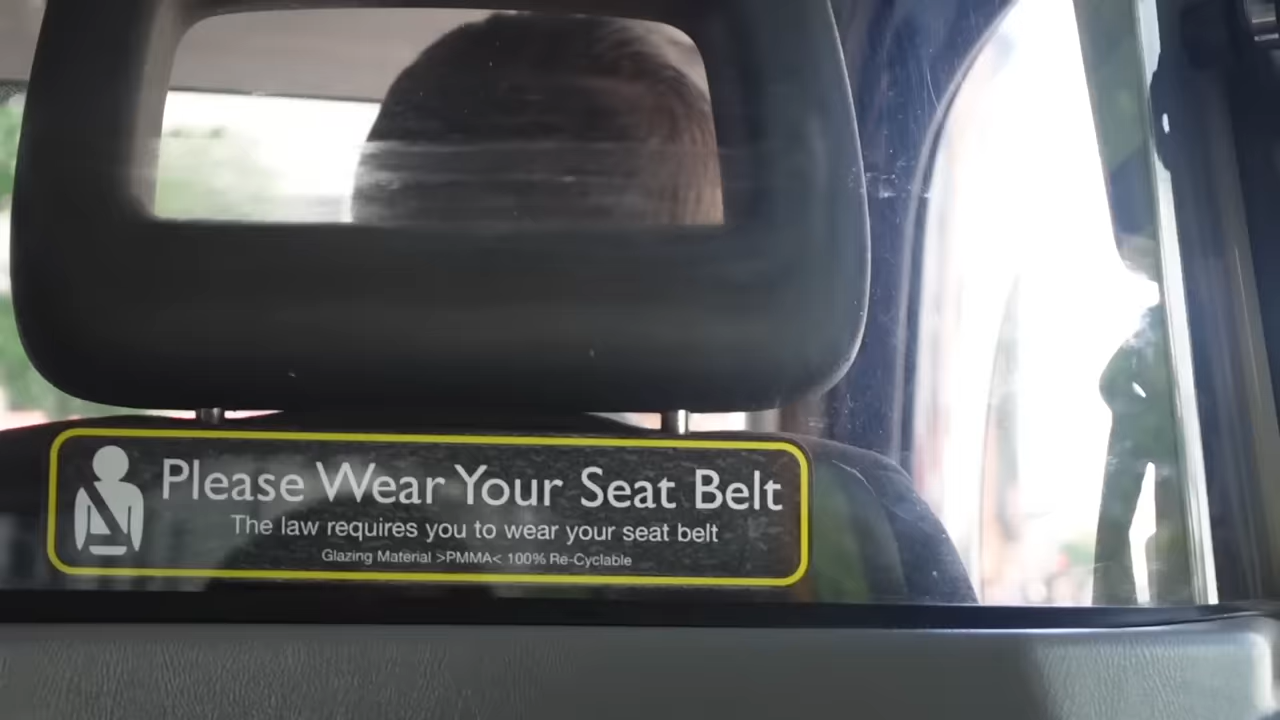 Please Wear Your Seat Belt
The law requires you to wear your seat belt
Glazing Material >PMMA< 100% Re-Cyclable